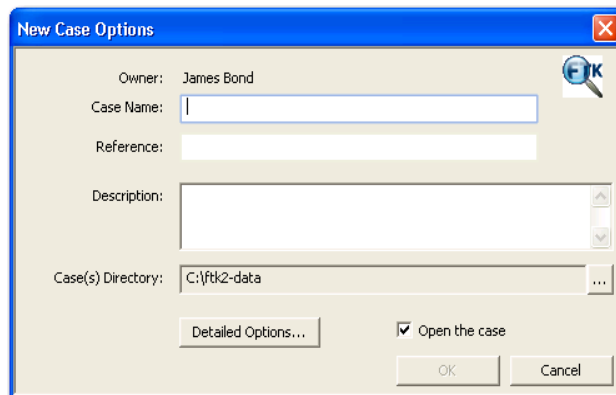 New Case Options
Owner: James Bond
FTK
Case Name:
Reference:
Description:
Case(s) Directory: C:\ftk2-data
...
Detailed Options...
Open the case
OK
Cancel